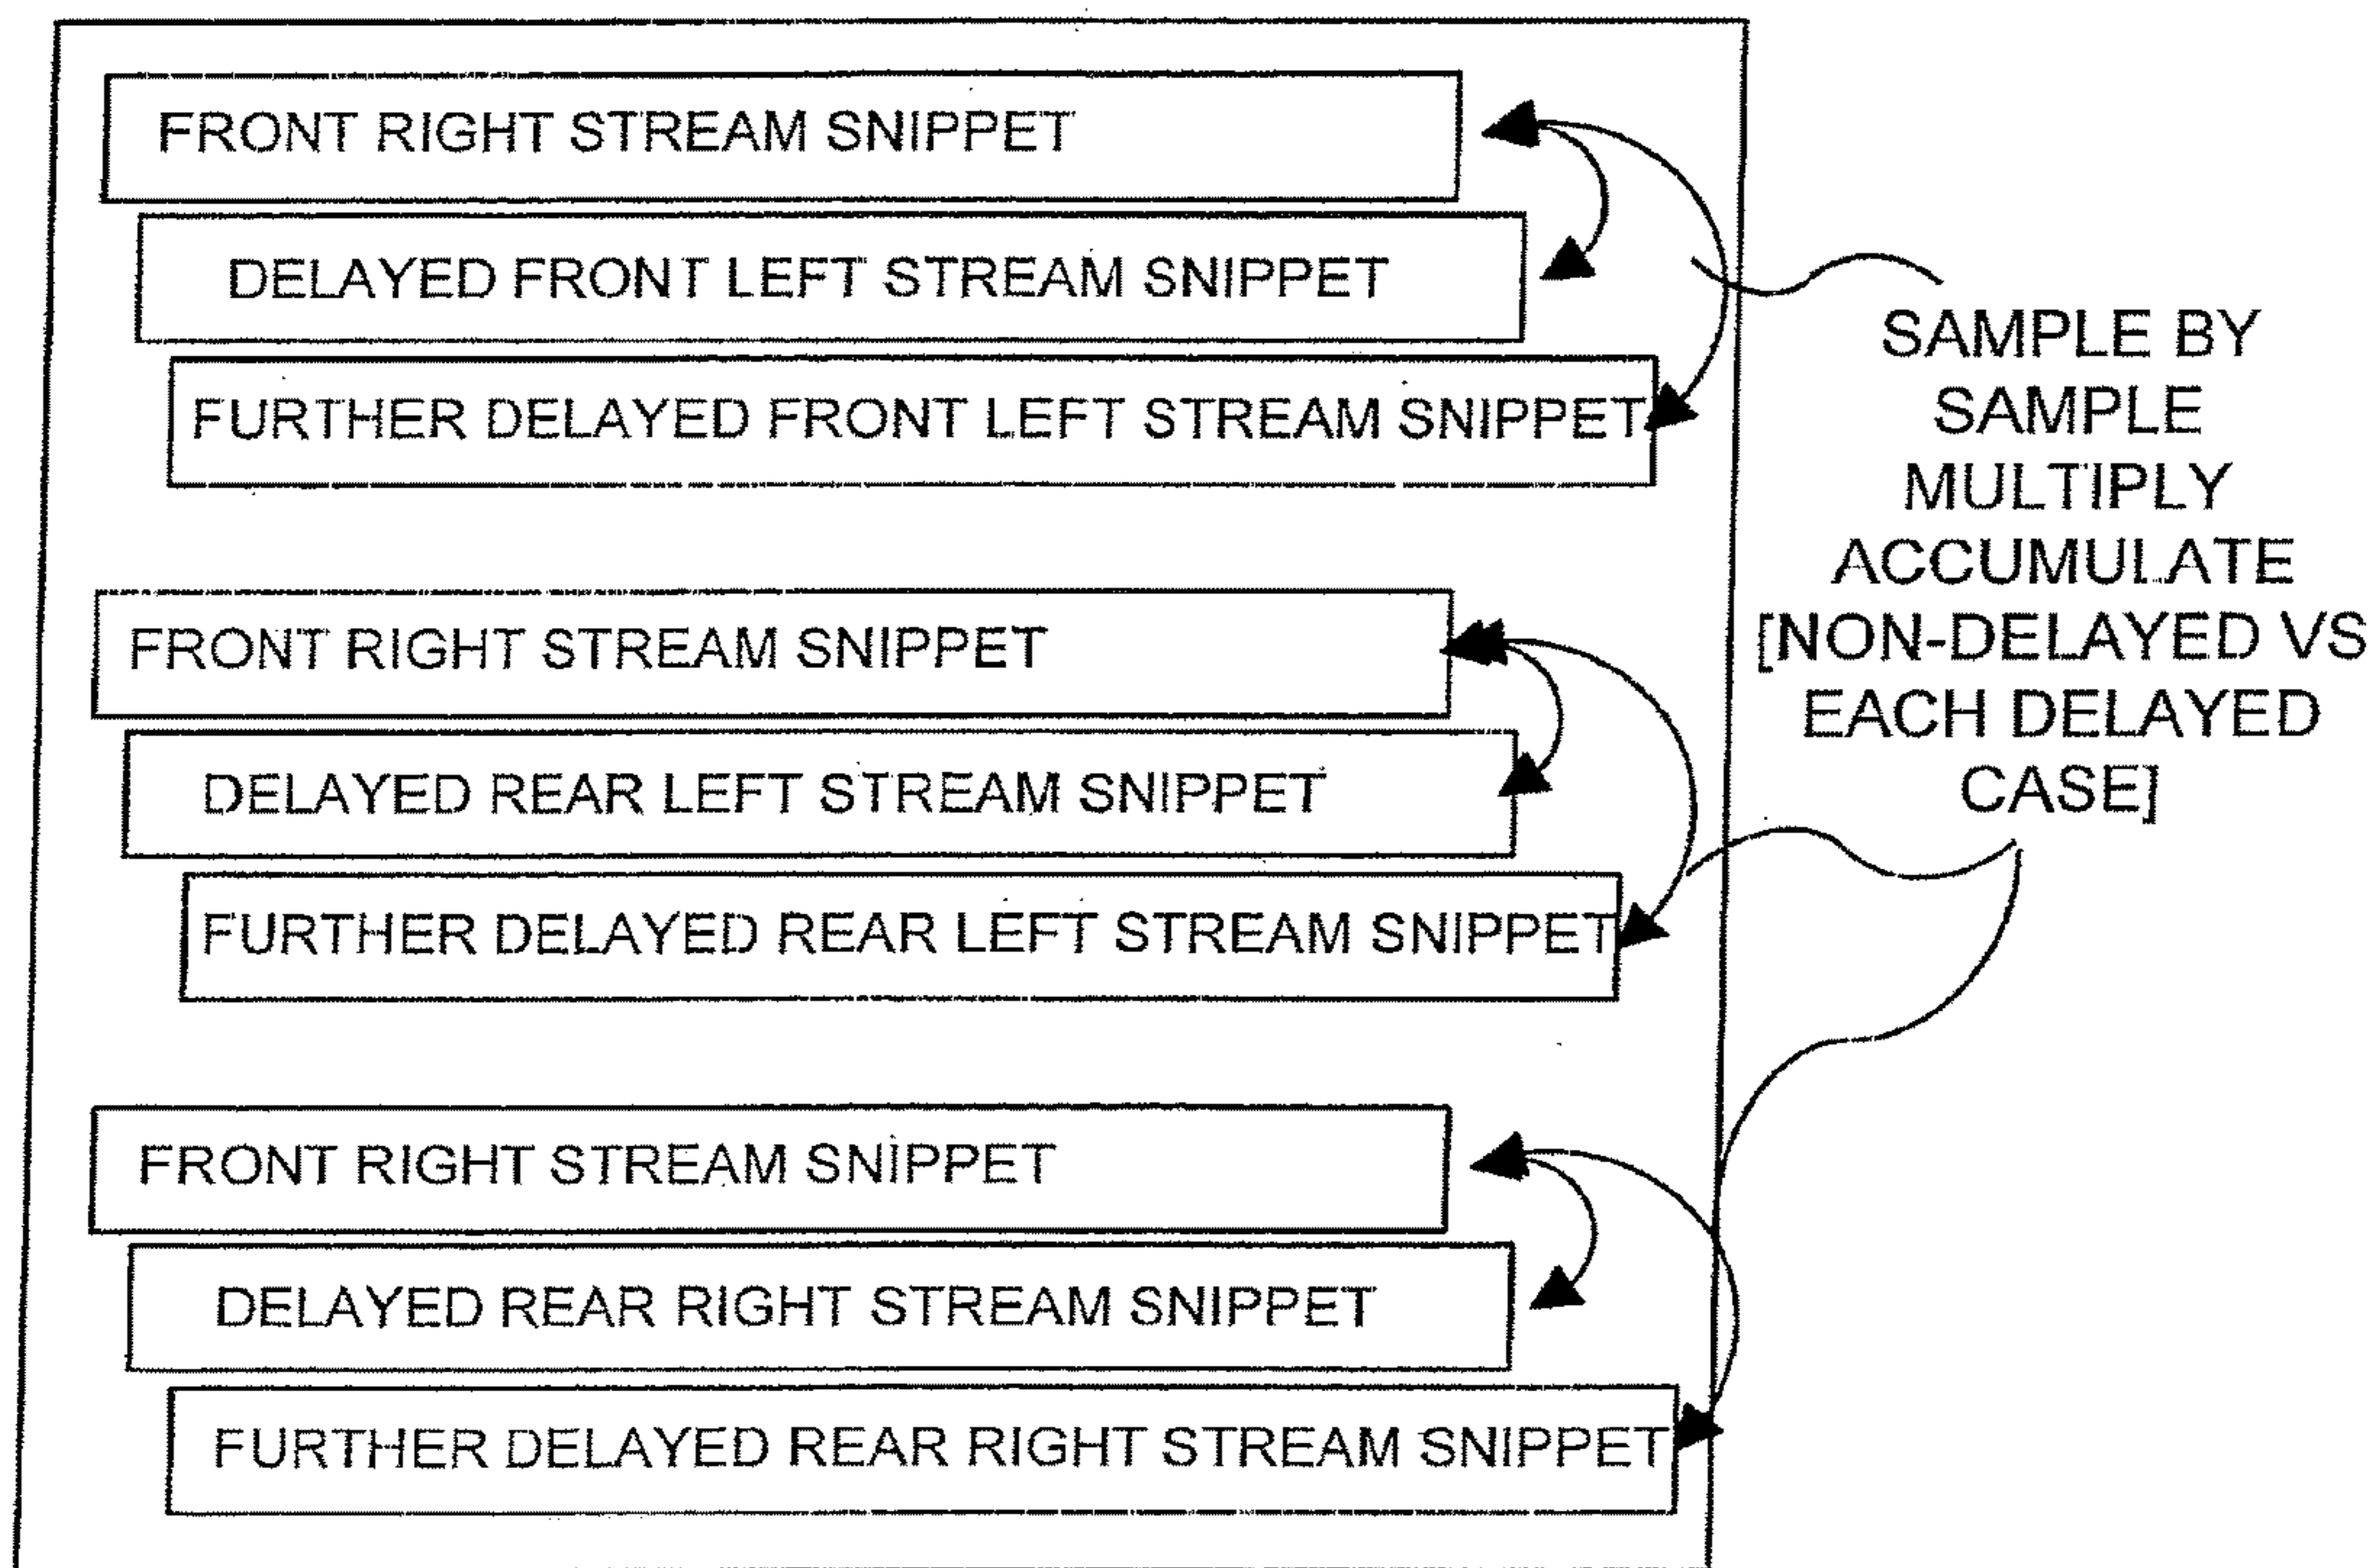 FRONT RIGHT STREAM SNIPPET
DELAYED FRONT LEFT STREAM SNIPPET
FURTHER DELAYED FRONT LEFT STREAM SNIPPET
FRONT RIGHT STREAM SNIPPET
DELAYED REAR LEFT STREAM SNIPPET
FURTHER DELAYED REAR LEFT STREAM SNIPPET
FRONT RIGHT STREAM SNIPPET
DELAYED REAR RIGHT STREAM SNIPPET
FURTHER DELAYED REAR RIGHT STREAM SNIPPET
SAMPLE BY
SAMPLE
MULTIPLY
ACCUMULATE
[NON-DELAYED VS
EACH DELAYED
CASE]